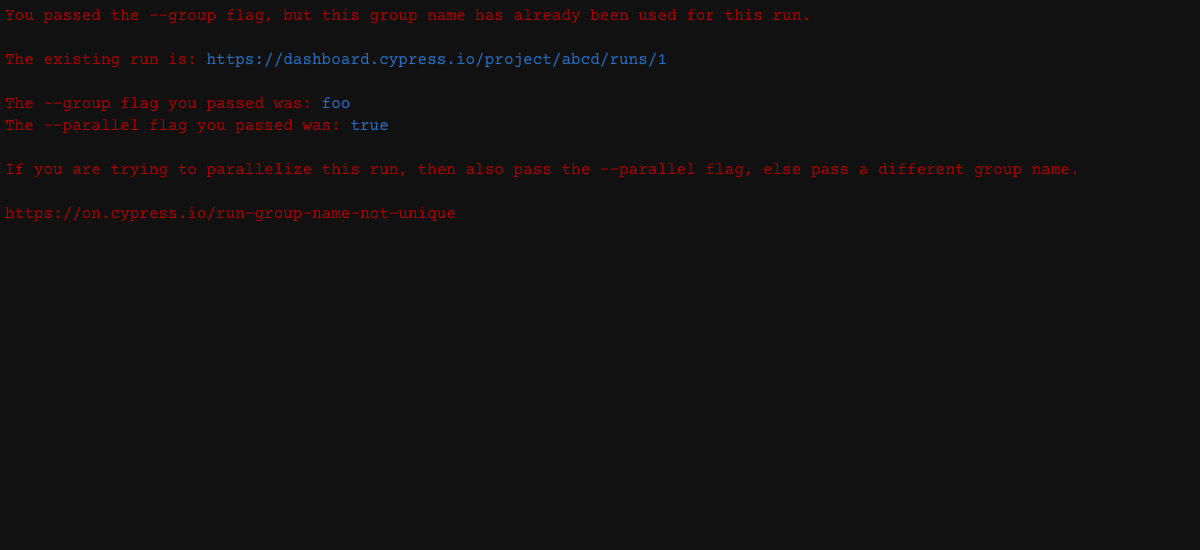 You passed the --group flag, but this group name has already been used for this run.
The existing run is: https://dashboard.cypress.io/project/abcd/runs/1
The --group flag you passed was: foo
The --parallel flag you passed was: true
If you are trying to parallelize this run, then also pass the --parallel flag, else pass a different group name.
https://on.cypress.io/run-group-name-not-unique